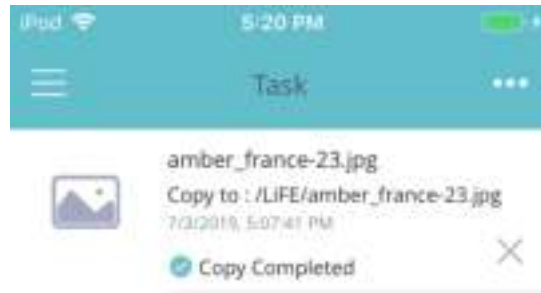 iPod 5:20 PM
Task
amber_france-23.jpg
Copy to : /LiFE/amber_france-23.jpg
7/3/2019, 5:07:41 PM
Copy Completed